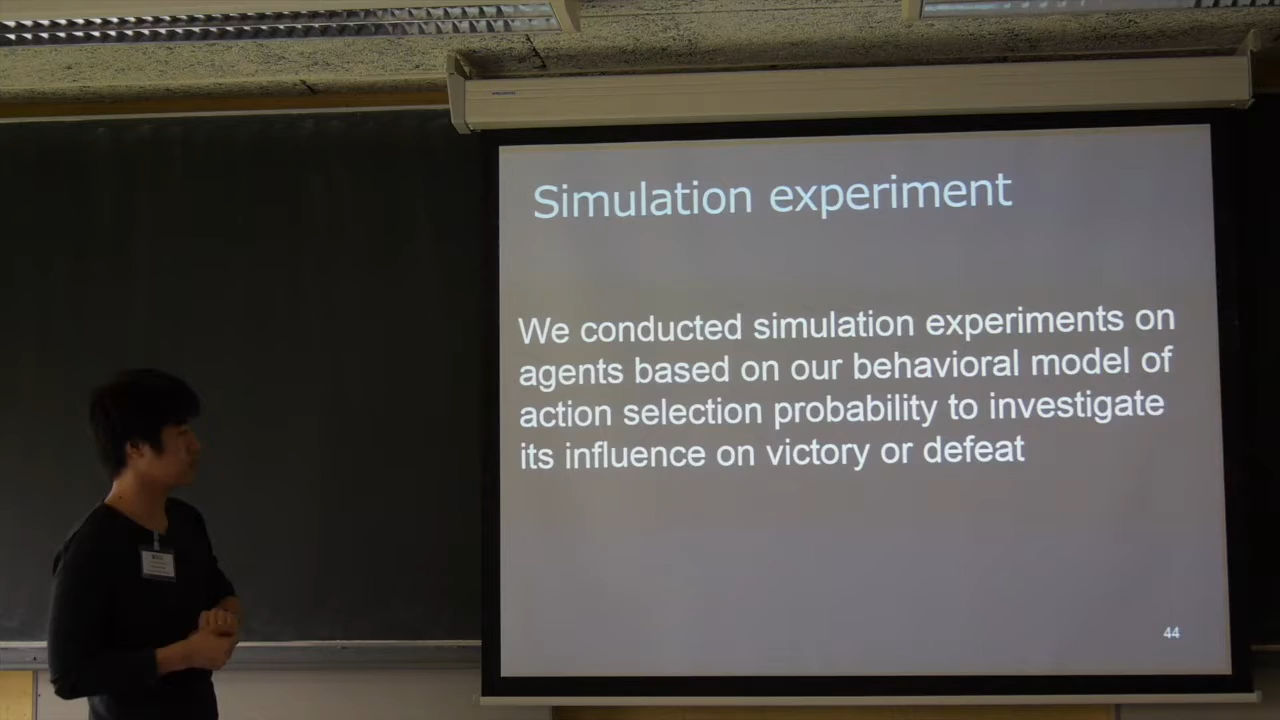 Simulation experiment
We conducted simulation experiments on
agents based on our behavioral model of
action selection probability to investigate
its influence on victory or defeat
44